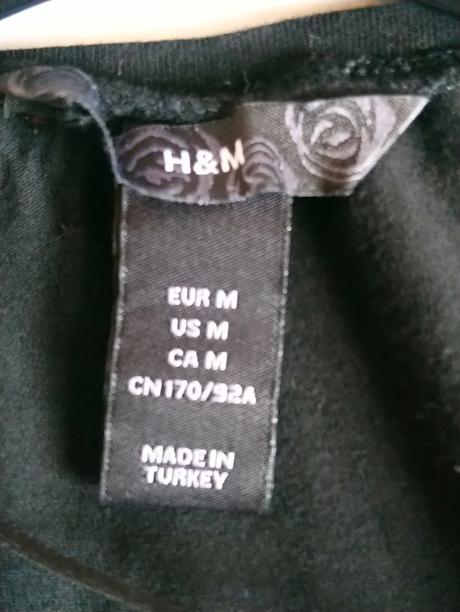 H&M
EUR M
US M
CA M
CN170/92A
MADE IN
TURKEY